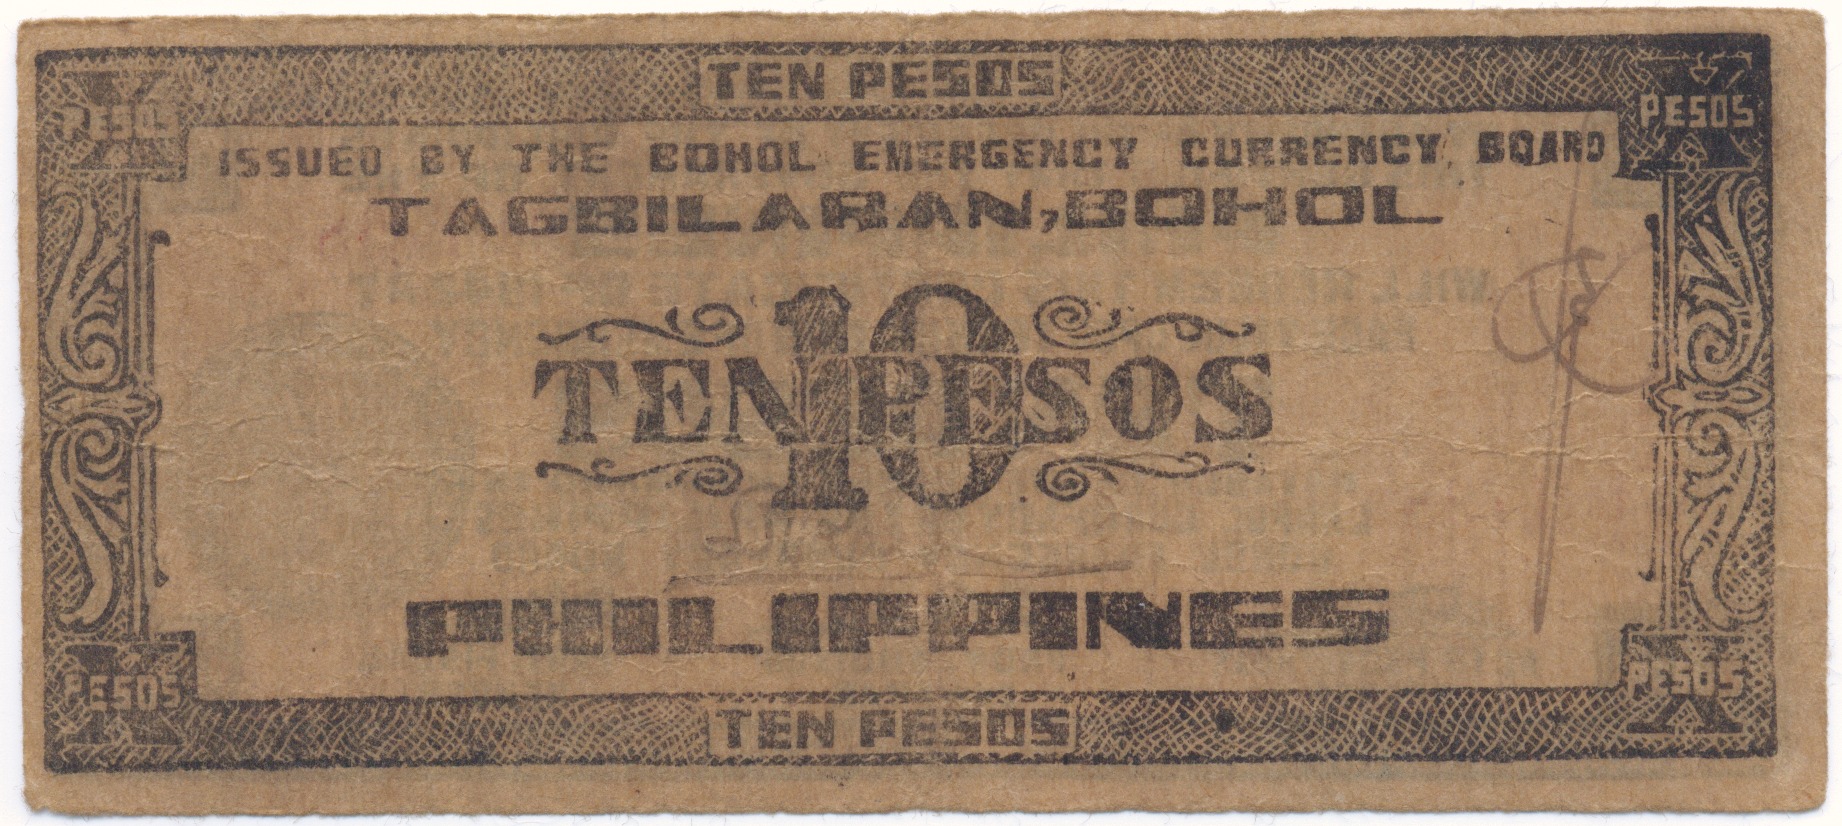 TEN PESOS
X PESOS
X PESOS
ISSUED BY THE BOHOL EMERGENCY CURRENCY BOARD
TAGBILARAN, BOHOL
10
TEN PESOS
PHILIPPINES
X PESOS
X PESOS
TEN PESOS